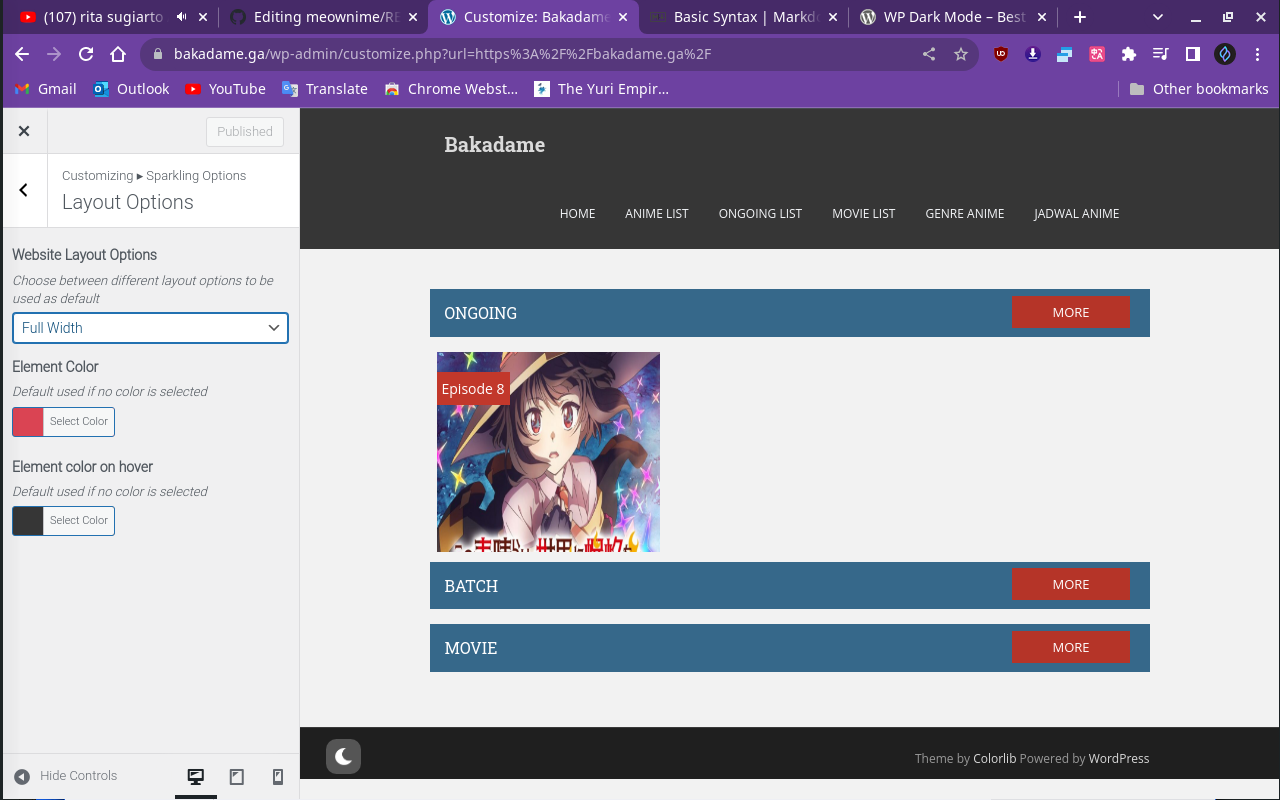 (107) rita sugiarto
Editing meownime/RE
Customize: Bakadame
Basic Syntax | Markdo
WP Dark Mode – Best
bakadame.ga/wp-admin/customize.php?url=https%3A%2F%2Fbakadame.ga%2F
Gmail
Outlook
YouTube
Translate
Chrome Webst...
The Yuri Empir...
Other bookmarks
Published
Customizing ▸ Sparkling Options
Layout Options
Website Layout Options
Choose between different layout options to be
used as default
Full Width
Element Color
Default used if no color is selected
Select Color
Element color on hover
Default used if no color is selected
Select Color
Hide Controls
Bakadame
HOME ANIME LIST ONGOING LIST MOVIE LIST GENRE ANIME JADWAL ANIME
ONGOING
MORE
Episode 8
BATCH
MORE
MOVIE
MORE
Theme by Colorlib Powered by WordPress